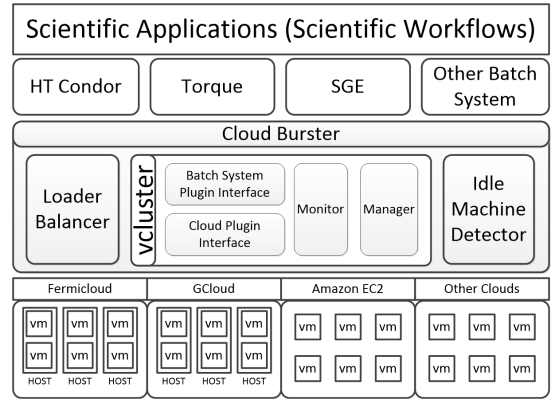 Scientific Applications (Scientific Workflows)
HT Condor
Torque
SGE
Other Batch
System
Cloud Burster
Loader
Balancer
vcluster
Batch System
Plugin Interface
Cloud Plugin
Interface
Monitor
Manager
Idle
Machine
Detector
Fermicloud
GCloud
Amazon EC2
Other Clouds
vm vm vm
vm vm vm
HOST HOST HOST
vm vm vm
vm vm vm
HOST HOST HOST
vm vm vm
vm vm vm
vm vm vm
vm vm vm